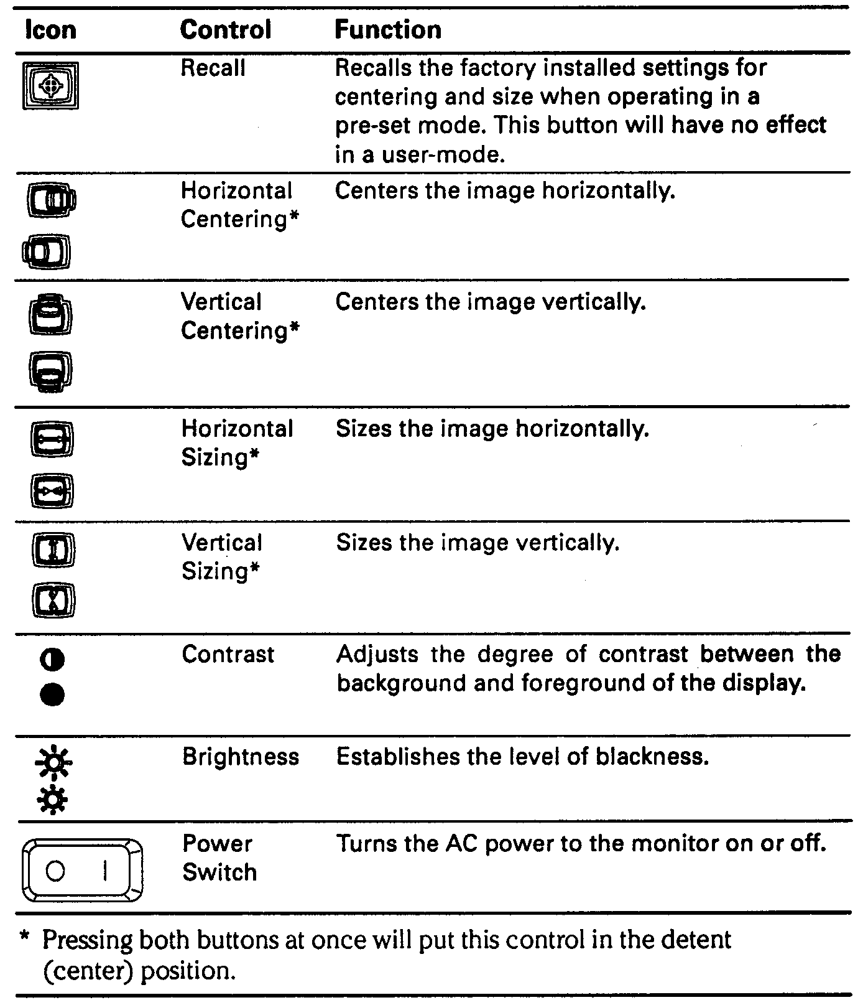 Icon Control Function
Recall Recalls the factory installed settings for
centering and size when operating in a
pre-set mode. This button will have no effect
in a user-mode.
Horizontal Centers the image horizontally.
Centering*
Vertical Centers the image vertically.
Centering*
Horizontal Sizes the image horizontally.
Sizing*
Vertical Sizes the image vertically.
Sizing*
Contrast Adjusts the degree of contrast between the
background and foreground of the display.
Brightness Establishes the level of blackness.
Power Turns the AC power to the monitor on or off.
Switch
O I
* Pressing both buttons at once will put this control in the detent
(center) position.